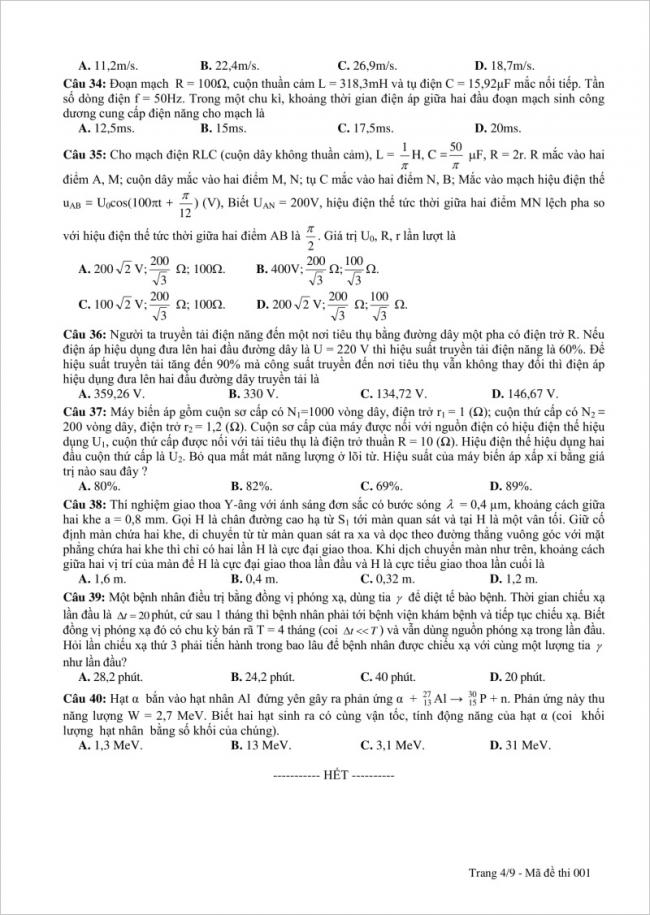 A. 11,2m/s. B. 22,4m/s. C. 26,9m/s. D. 18,7m/s.
Câu 34: Đoạn mạch R = 100Ω, cuộn thuần cảm L = 318,3mH và tụ điện C = 15,92μF mắc nối tiếp. Tần
số dòng điện f = 50Hz. Trong một chu kì, khoảng thời gian điện áp giữa hai đầu đoạn mạch sinh công
dương cung cấp điện năng cho mạch là
A. 12,5ms. B. 15ms. C. 17,5ms. D. 20ms.
Câu 35: Cho mạch điện RLC (cuộn dây không thuần cảm), L = 1/π H, C = 50/π μF, R = 2r. R mắc vào hai
điểm A, M; cuộn dây mắc vào hai điểm M, N; tụ C mắc vào hai điểm N, B; Mắc vào mạch hiệu điện thế
uAB = U0cos(100πt + π/12) (V), Biết UAN = 200V, hiệu điện thế tức thời giữa hai điểm MN lệch pha so
với hiệu điện thế tức thời giữa hai điểm AB là π/2. Giá trị U0, R, r lần lượt là
A. 200√2 V; 200/√3 Ω; 100Ω. B. 400V; 200/√3 Ω; 100/√3 Ω.
C. 100√2 V; 200/√3 Ω; 100Ω. D. 200√2 V; 200/√3 Ω; 100/√3 Ω.
Câu 36: Người ta truyền tải điện năng đến một nơi tiêu thụ bằng đường dây một pha có điện trở R. Nếu
điện áp hiệu dụng đưa lên hai đầu đường dây là U = 220 V thì hiệu suất truyền tải điện năng là 60%. Để
hiệu suất truyền tải tăng đến 90% mà công suất truyền đến nơi tiêu thụ vẫn không thay đổi thì điện áp
hiệu dụng đưa lên hai đầu đường dây truyền tải là
A. 359,26 V. B. 330 V. C. 134,72 V. D. 146,67 V.
Câu 37: Máy biến áp gồm cuộn sơ cấp có N1=1000 vòng dây, điện trở r1 = 1 (Ω); cuộn thứ cấp có N2 =
200 vòng dây, điện trở r2 = 1,2 (Ω). Cuộn sơ cấp của máy được nối với nguồn điện có hiệu điện thế hiệu
dụng U1, cuộn thứ cấp được nối với tải tiêu thụ là điện trở thuần R = 10 (Ω). Hiệu điện thế hiệu dụng hai
đầu cuộn thứ cấp là U2. Bỏ qua mất mát năng lượng ở lõi từ. Hiệu suất của máy biến áp xấp xỉ bằng giá
trị nào sau đây ?
A. 80%. B. 82%. C. 69%. D. 89%.
Câu 38: Thí nghiệm giao thoa Y-âng với ánh sáng đơn sắc có bước sóng λ = 0,4 μm, khoảng cách giữa
hai khe a = 0,8 mm. Gọi H là chân đường cao hạ từ S1 tới màn quan sát và tại H là một vân tối. Giữ cố
định màn chứa hai khe, di chuyển từ từ màn quan sát ra xa và dọc theo đường thẳng vuông góc với mặt
phẳng chứa hai khe thì chỉ có hai lần H là cực đại giao thoa. Khi dịch chuyển màn như trên, khoảng cách
giữa hai vị trí của màn để H là cực đại giao thoa lần đầu và H là cực tiểu giao thoa lần cuối là
A. 1,6 m. B. 0,4 m. C. 0,32 m. D. 1,2 m.
Câu 39: Một bệnh nhân điều trị bằng đồng vị phóng xạ, dùng tia γ để diệt tế bào bệnh. Thời gian chiếu xạ
lần đầu là Δt = 20 phút, cứ sau 1 tháng thì bệnh nhân phải tới bệnh viện khám bệnh và tiếp tục chiếu xạ. Biết
đồng vị phóng xạ đó có chu kỳ bán rã T = 4 tháng (coi Δt << T) và vẫn dùng nguồn phóng xạ trong lần đầu.
Hỏi lần chiếu xạ thứ 3 phải tiến hành trong bao lâu để bệnh nhân được chiếu xạ với cùng một lượng tia γ
như lần đầu?
A. 28,2 phút. B. 24,2 phút. C. 40 phút. D. 20 phút.
Câu 40: Hạt α bắn vào hạt nhân Al đứng yên gây ra phản ứng α + ²⁷₁₃Al → ³⁰₁₅P + n. Phản ứng này thu
năng lượng W = 2,7 MeV. Biết hai hạt sinh ra có cùng vận tốc, tính động năng của hạt α (coi khối
lượng hạt nhân bằng số khối của chúng).
A. 1,3 MeV. B. 13 MeV. C. 3,1 MeV. D. 31 MeV.
----------- HẾT ----------
Trang 4/9 - Mã đề thi 001